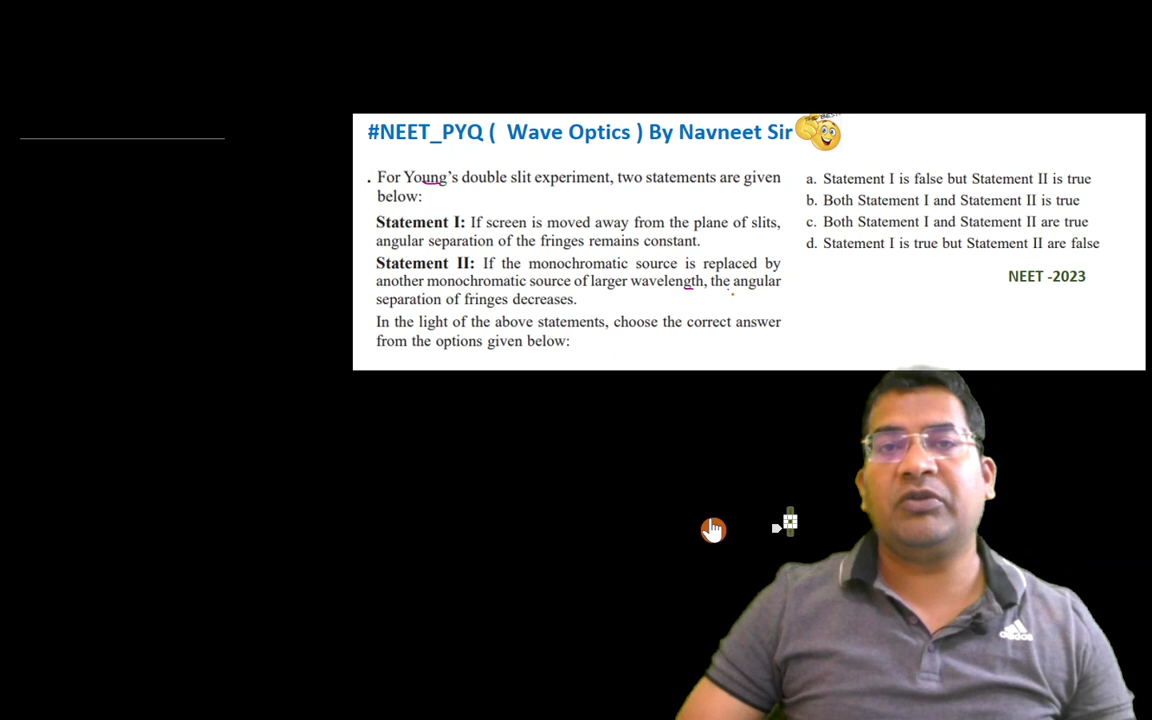 #NEET_PYQ ( Wave Optics ) By Navneet Sir
. For Young's double slit experiment, two statements are given
below:
Statement I: If screen is moved away from the plane of slits,
angular separation of the fringes remains constant.
Statement II: If the monochromatic source is replaced by
another monochromatic source of larger wavelength, the angular
separation of fringes decreases.
In the light of the above statements, choose the correct answer
from the options given below:
a. Statement I is false but Statement II is true
b. Both Statement I and Statement II is true
c. Both Statement I and Statement II are true
d. Statement I is true but Statement II are false
NEET -2023
adidas